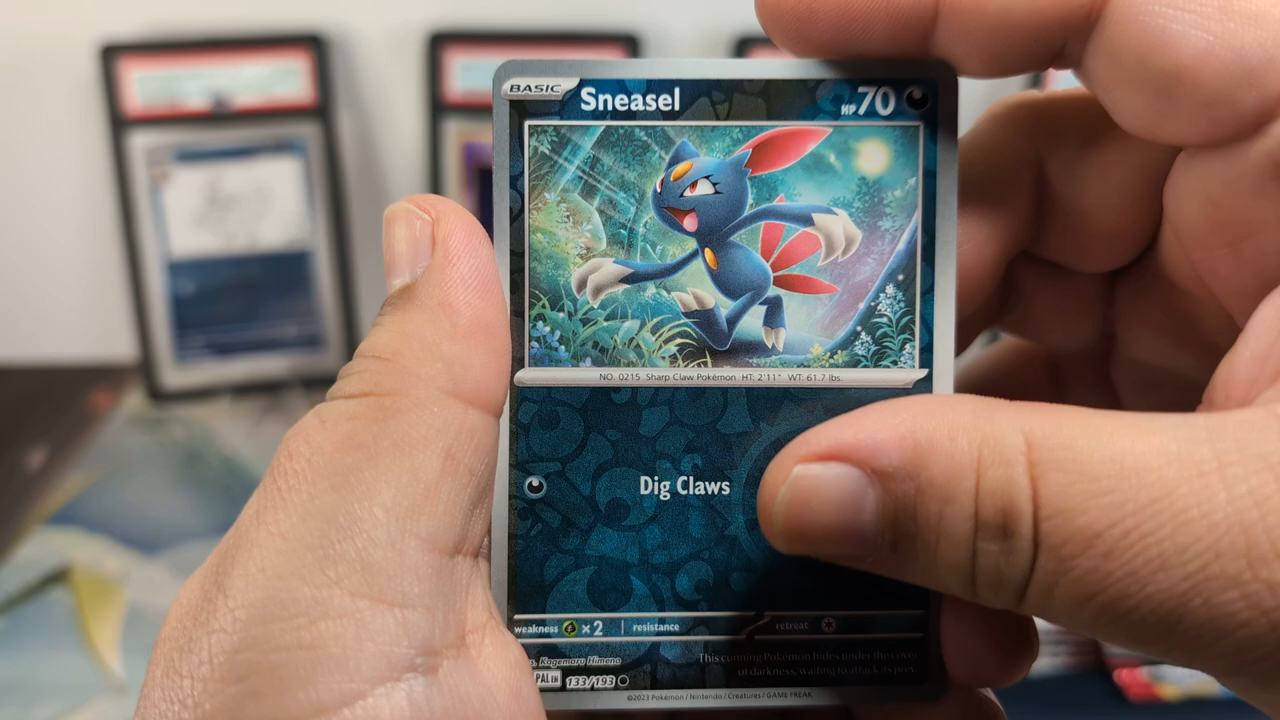 BASIC
Sneasel
HP 70
NO. 0215 Sharp Claw Pokémon HT: 2'11" WT: 61.7 lbs.
Dig Claws
weakness ×2 resistance retreat
Kagemaru Himeno
This cunning Pokémon hides under the cover
of darkness, waiting to attack its prey.
PAL EN 133/193
©2023 Pokémon / Nintendo / Creatures / GAME FREAK